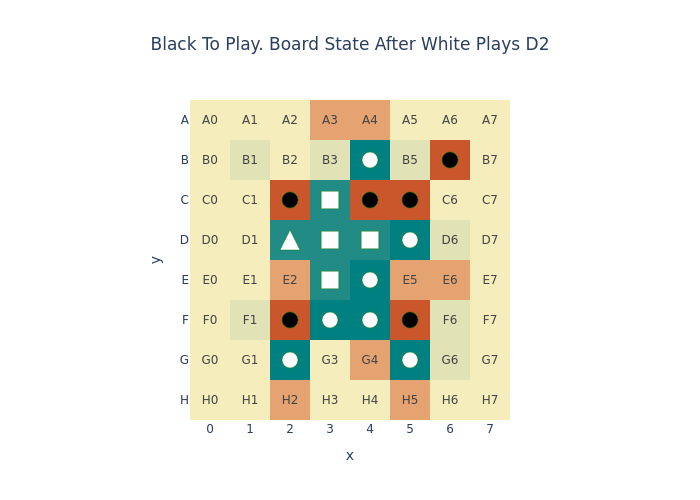 Black To Play. Board State After White Plays D2
A A0 A1 A2 A3 A4 A5 A6 A7
B B0 B1 B2 B3 B5 B7
C C0 C1 C6 C7
D D0 D1 D6 D7
E E0 E1 E2 E5 E6 E7
F F0 F1 F6 F7
G G0 G1 G3 G4 G6 G7
H H0 H1 H2 H3 H4 H5 H6 H7
0 1 2 3 4 5 6 7
x
y